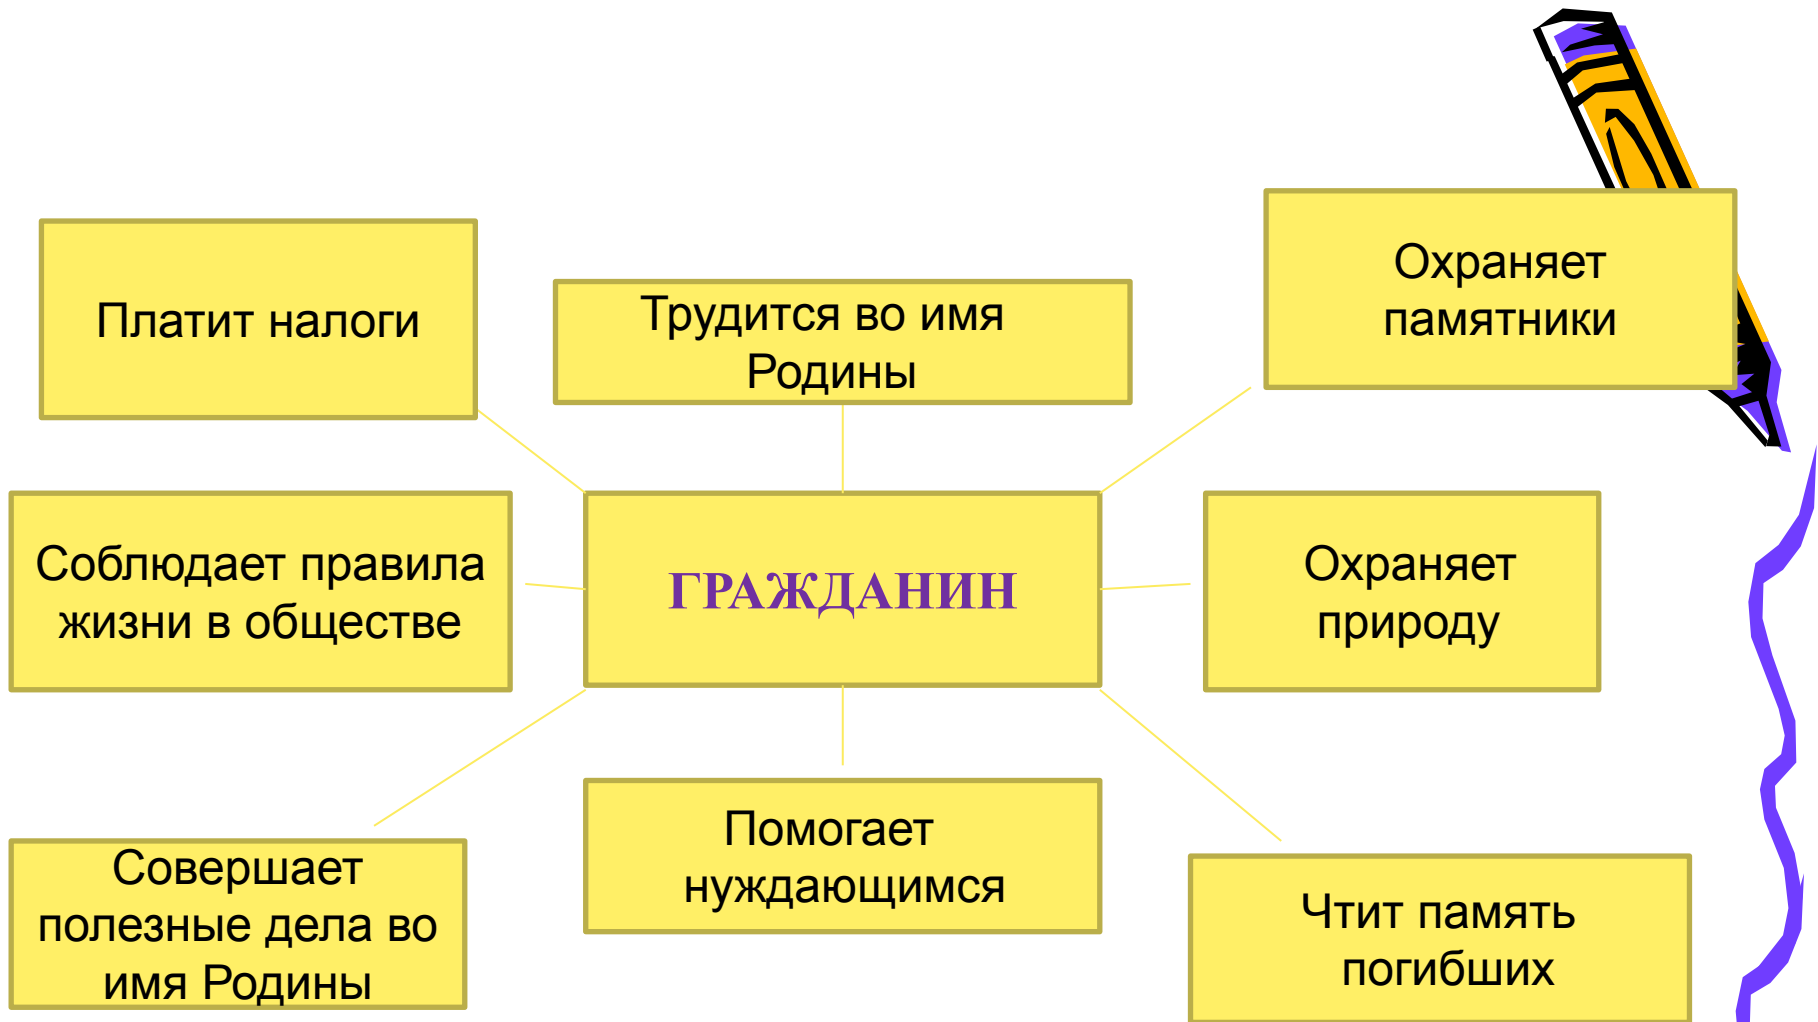 Платит налоги
Трудится во имя
Родины
Охраняет
памятники
Соблюдает правила
жизни в обществе
ГРАЖДАНИН
Охраняет
природу
Совершает
полезные дела во
имя Родины
Помогает
нуждающимся
Чтит память
погибших